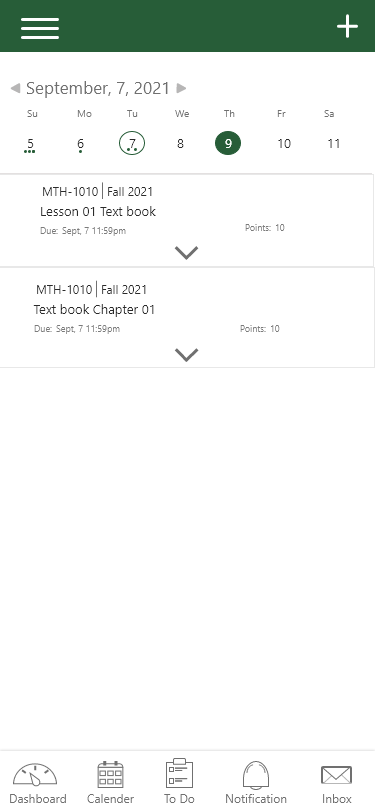 September, 7, 2021
Su Mo Tu We Th Fr Sa
5 6 7 8 9 10 11
MTH-1010 | Fall 2021
Lesson 01 Text book
Due: Sept, 7 11:59pm Points: 10
MTH-1010 | Fall 2021
Text book Chapter 01
Due: Sept, 7 11:59pm Points: 10
Dashboard Calender To Do Notification Inbox